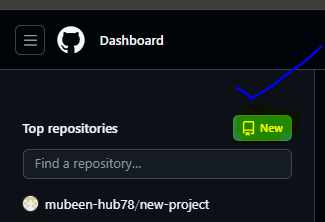 Dashboard
Top repositories
New
Find a repository...
mubeen-hub78/new-project